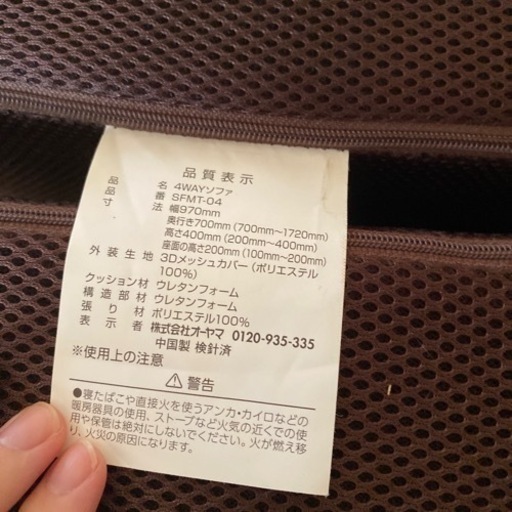 品質表示
品名 4WAYソファ
品番 SFMT-04
寸法 幅970mm
奥行き700mm (700mm～1720mm)
高さ400mm (200mm～400mm)
座面の高さ200mm (100mm～200mm)
外装生地 3Dメッシュカバー (ポリエステル
100%)
クッション材 ウレタンフォーム
構造部材 ウレタンフォーム
張り材 ポリエステル100%
表示者 株式会社オーヤマ 0120-935-335
中国製 検針済
※使用上の注意
⚠警告
●寝たばこや直接火を使うアンカ・カイロなどの
暖房器具の使用、ストーブなど火気の近くでの使
用や保管は絶対にしないでください。火が燃え移
り、火災の原因になります。